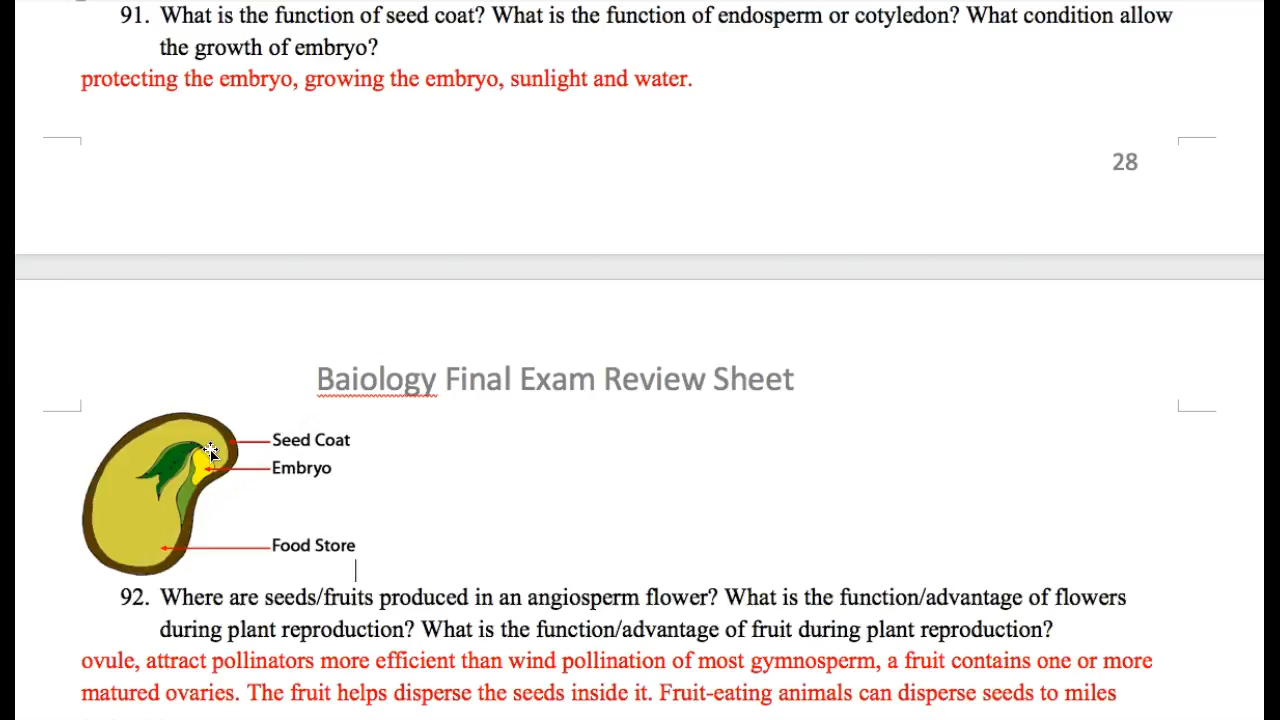 91. What is the function of seed coat? What is the function of endosperm or cotyledon? What condition allow
the growth of embryo?
protecting the embryo, growing the embryo, sunlight and water.
28
Baiology Final Exam Review Sheet
Seed Coat
Embryo
Food Store
92. Where are seeds/fruits produced in an angiosperm flower? What is the function/advantage of flowers
during plant reproduction? What is the function/advantage of fruit during plant reproduction?
ovule, attract pollinators more efficient than wind pollination of most gymnosperm, a fruit contains one or more
matured ovaries. The fruit helps disperse the seeds inside it. Fruit-eating animals can disperse seeds to miles